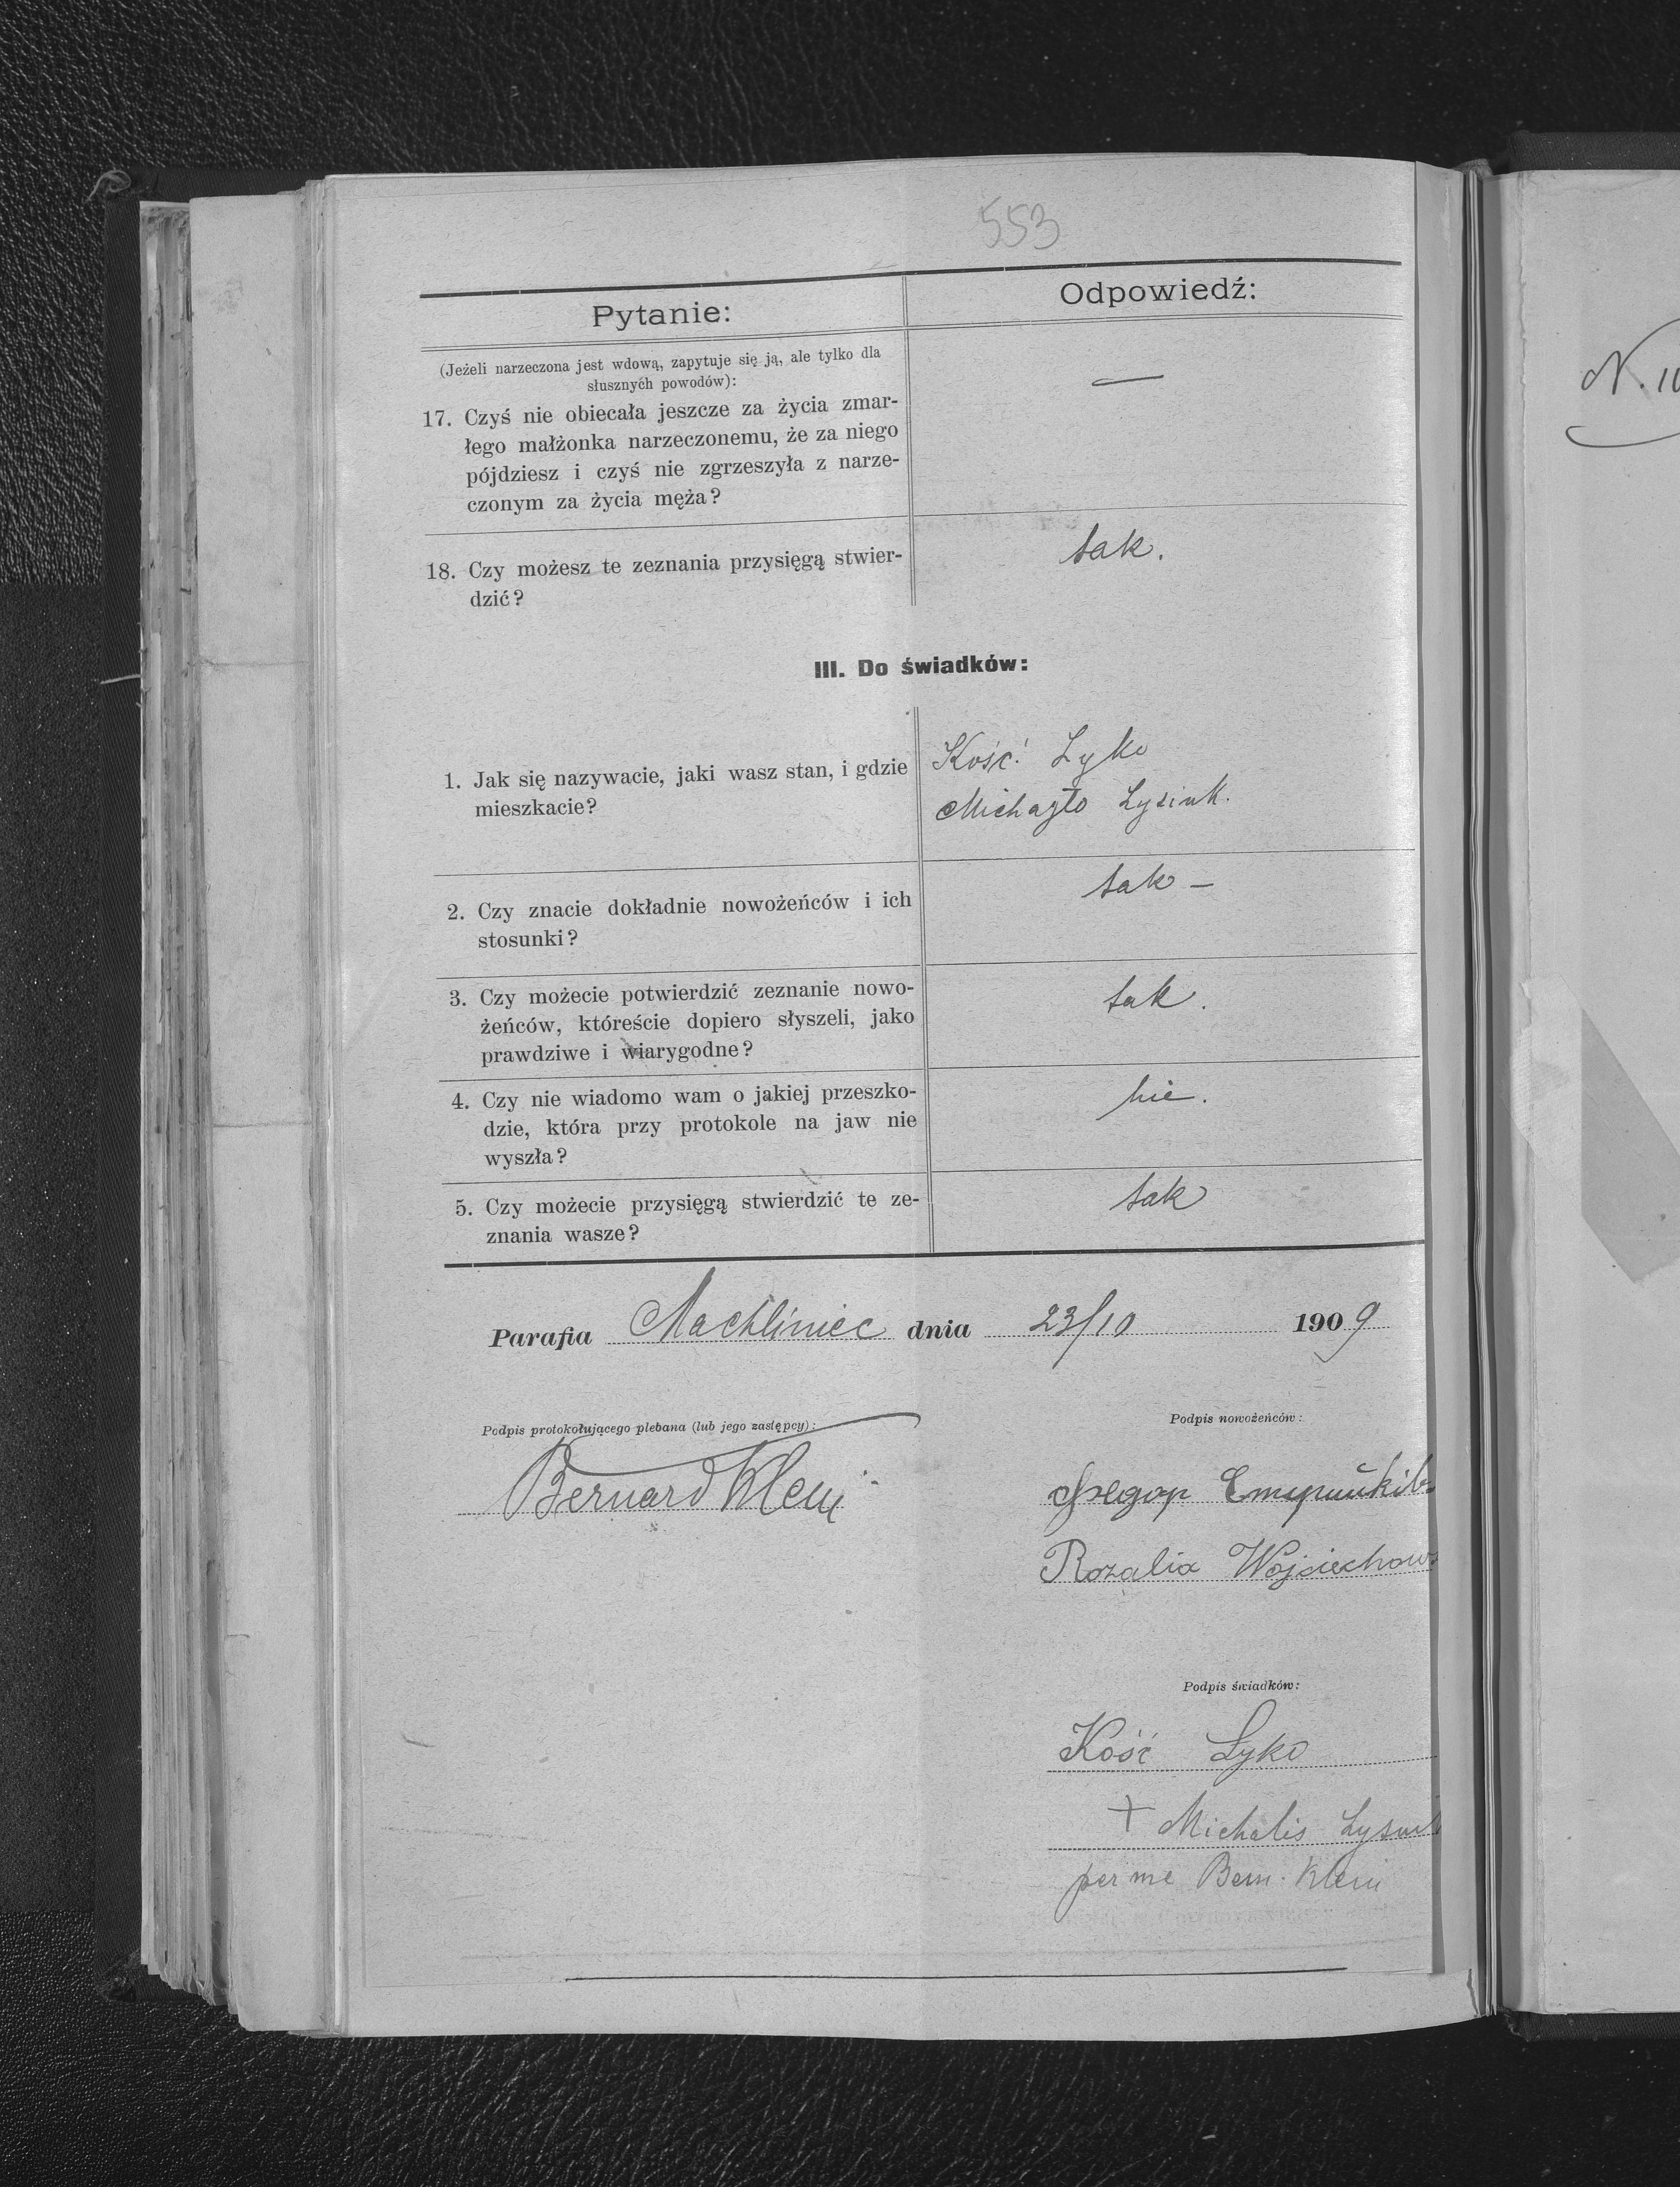 553
Pytanie:
Odpowiedź:
(Jeżeli narzeczona jest wdową, zapytuje się ją, ale tylko dla
słusznych powodów):
17. Czyś nie obiecała jeszcze za życia zmar-
łego małżonka narzeczonemu, że za niego
pójdziesz i czyś nie zgrzeszyła z narze-
czonym za życia męża?
—
18. Czy możesz te zeznania przysięgą stwier-
dzić?
tak.
III. Do świadków:
1. Jak się nazywacie, jaki wasz stan, i gdzie
mieszkacie?
Kość Łyko
Michajło
2. Czy znacie dokładnie nowożeńców i ich
stosunki?
tak –
3. Czy możecie potwierdzić zeznanie nowo-
żeńców, któreście dopiero słyszeli, jako
prawdziwe i wiarygodne?
tak.
4. Czy nie wiadomo wam o jakiej przeszko-
dzie, która przy protokole na jaw nie
wyszła?
nie.
5. Czy możecie przysięgą stwierdzić te ze-
znania wasze?
tak
Parafia Machliniec dnia 23/10 1909
Podpis protokołującego plebana (lub jego zastępcy):
Bernard Klein
Podpis nowożeńców:
Rozalia Wojciechows
Podpis świadków:
Kość Łyko
+ Michalis
per me Bern. Klein
N. 10